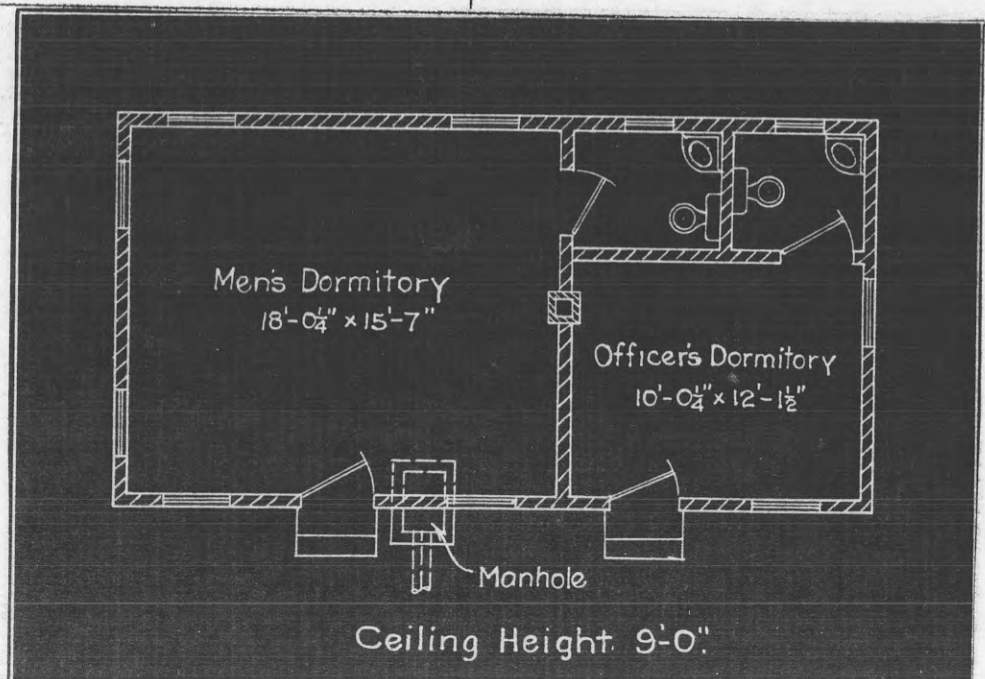 Men's Dormitory
18'-0¼" x 15'-7"
Officer's Dormitory
10'-0¼" x 12'-1½"
Manhole
Ceiling Height 9'-0".